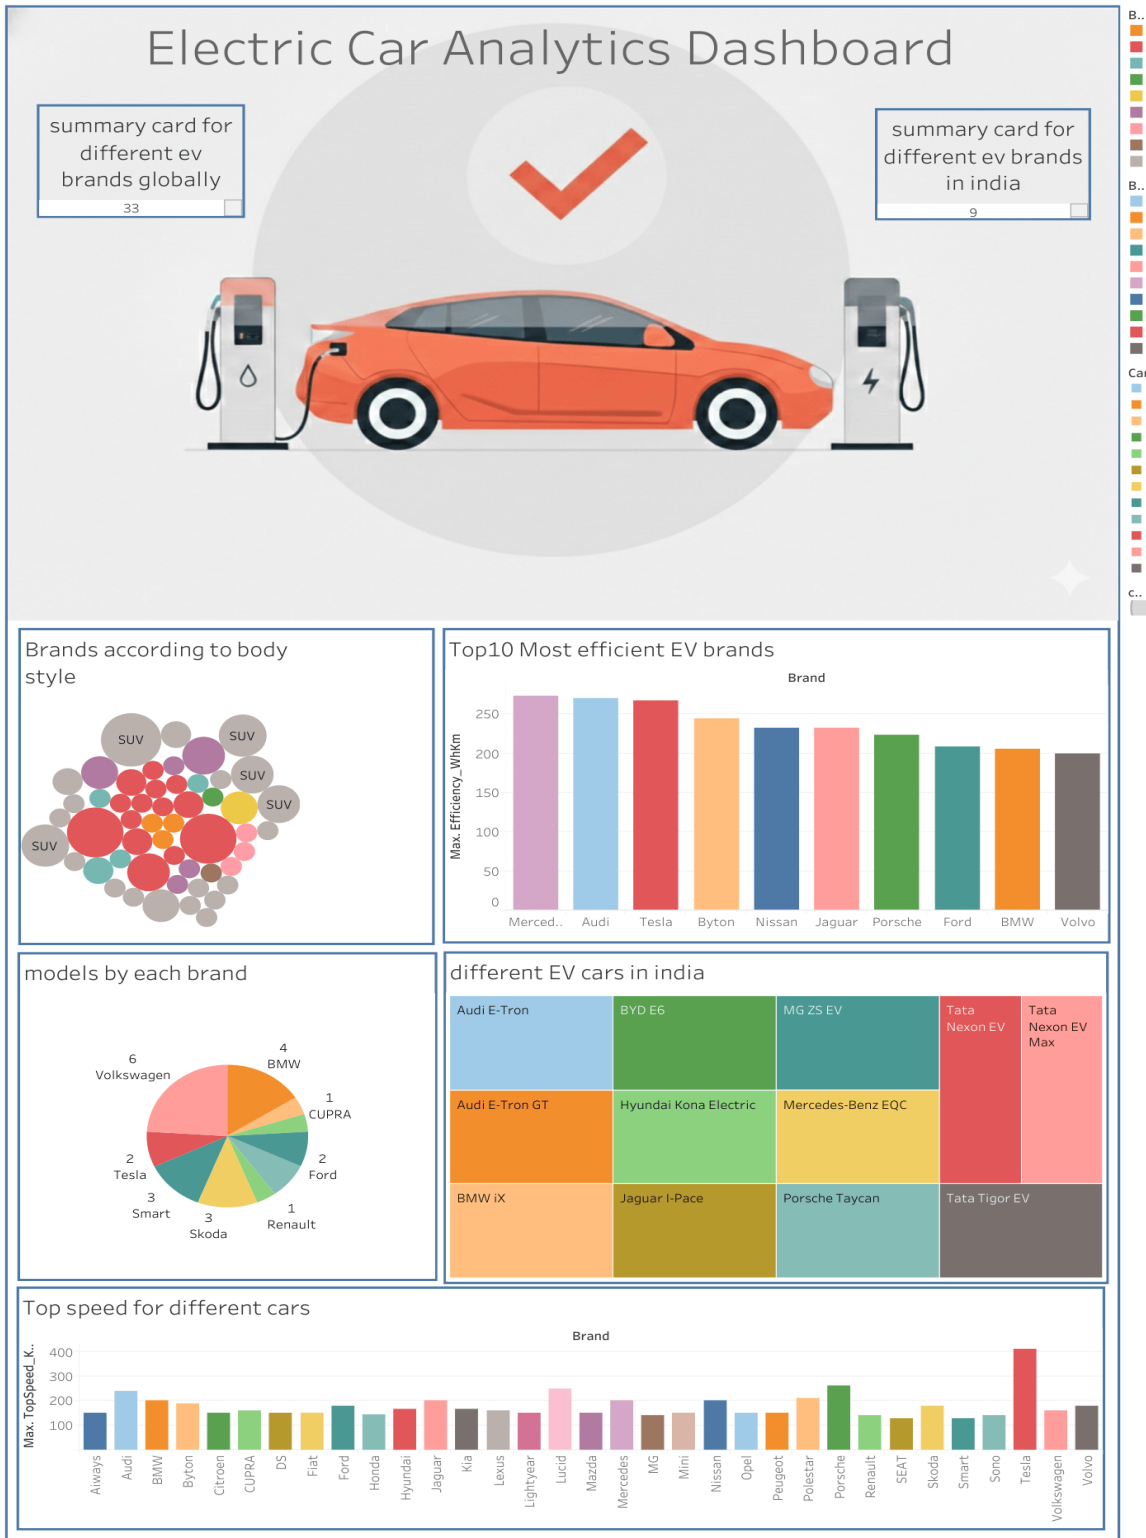 Electric Car Analytics Dashboard
summary card for
different ev
brands globally
33
summary card for
different ev brands
in india
9
B..
B..
Car
c..
Brands according to body
style
SUV
SUV
SUV
SUV
SUV
Top10 Most efficient EV brands
Brand
Max. Efficiency_WhKm
250
200
150
100
50
0
Merced.. Audi Tesla Byton Nissan Jaguar Porsche Ford BMW Volvo
models by each brand
6
Volkswagen
4
BMW
1
CUPRA
2
Ford
1
Renault
3
Skoda
3
Smart
2
Tesla
different EV cars in india
Audi E-Tron
BYD E6
MG ZS EV
Tata
Nexon EV
Tata
Nexon EV
Max
Audi E-Tron GT
Hyundai Kona Electric
Mercedes-Benz EQC
BMW iX
Jaguar I-Pace
Porsche Taycan
Tata Tigor EV
Top speed for different cars
Brand
Max. TopSpeed_K..
400
300
200
100
Aiways
Audi
BMW
Byton
Citroen
CUPRA
DS
Fiat
Ford
Honda
Hyundai
Jaguar
Kia
Lexus
Lightyear
Lucid
Mazda
Mercedes
MG
Mini
Nissan
Opel
Peugeot
Polestar
Porsche
Renault
SEAT
Skoda
Smart
Sono
Tesla
Volkswagen
Volvo